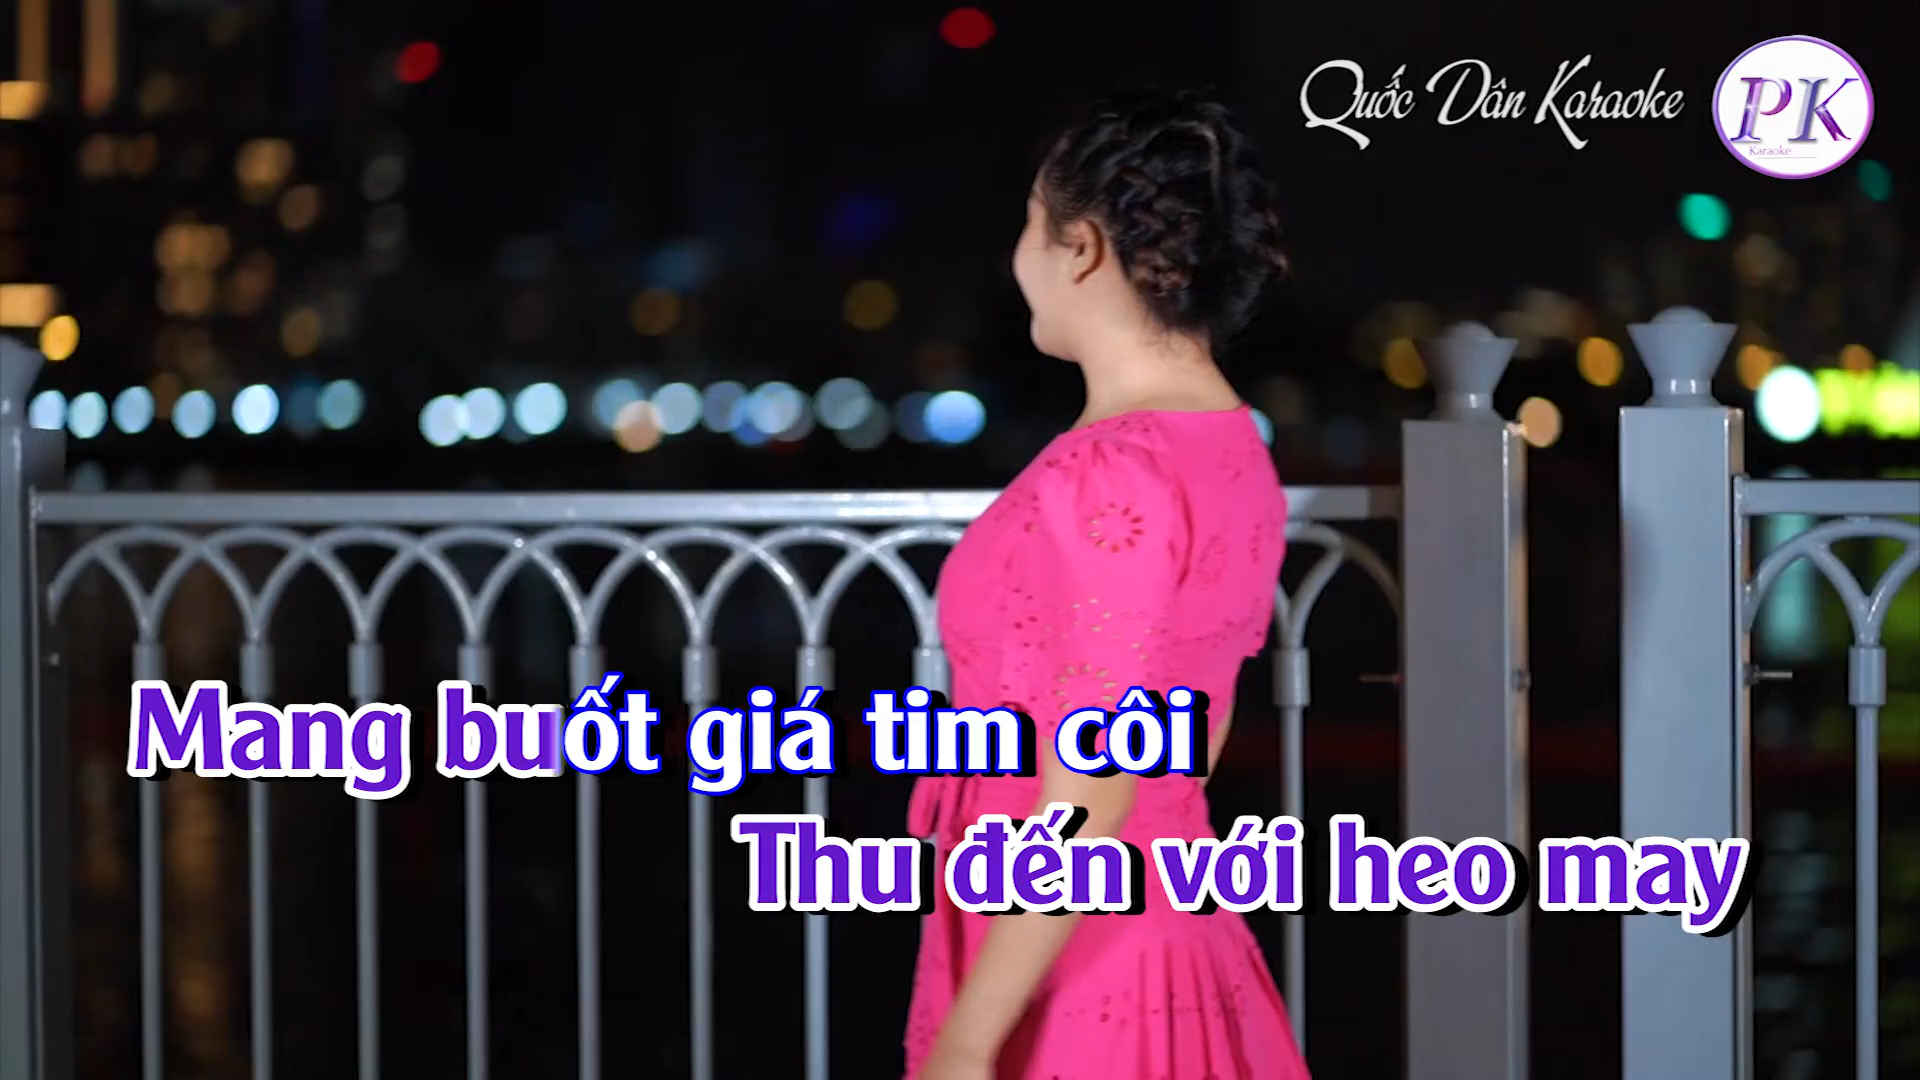 Quốc Dân Karaoke
PK
Karaoke
Mang buốt giá tim côi
Thu đến với heo may